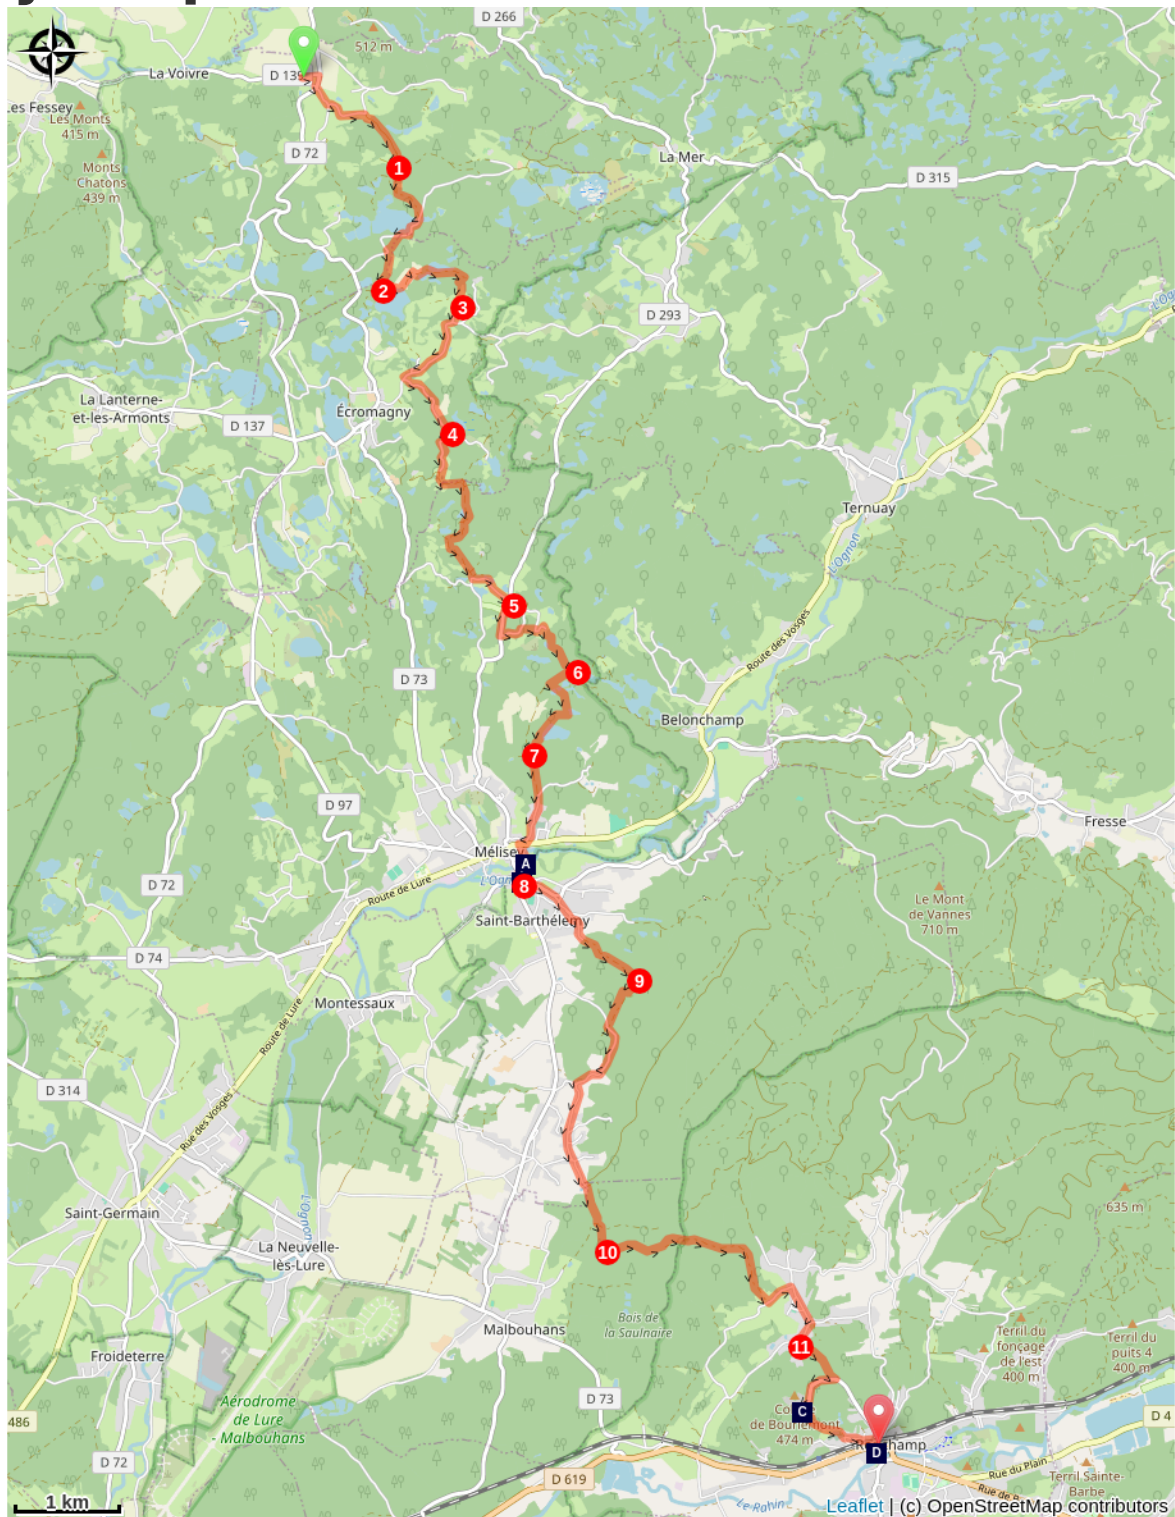 D 266
512 m
La Voivre
D 139
Les Fessey
Les Monts
415 m
D 72
La Mer
1
Monts
Chatons
439 m
D 315
2
3
D 293
La Lanterne-
et-les-Armonts
Écromagny
D 137
4
Ternuay
L'Ognon
5
Route des Vosges
6
D 73
Belonchamp
7
D 97
Fresse
Mélisey
A
D 72
Route de Lure
8
Le Mont
de Vannes
710 m
Saint-Barthélemy
D 74
9
Montessaux
Route de Lure
D 314
Rue des Vosges
635 m
Saint-Germain
L'Ognon
La Neuvelle-
lès-Lure
10
Bois de
la Saulnaire
Malbouhans
Terril du
fonçage
de l'est
400 m
Terril du
puits 4
400 m
11
Froideterre
Aérodrome
de Lure
- Malbouhans
D 73
C
de Bourlémont
474 m
486
D 4
D
D 72
D 619
Rue du Plain
Terril Sainte-
Barbe
Le Rahin
1 km
Leaflet | (c) OpenStreetMap contributors